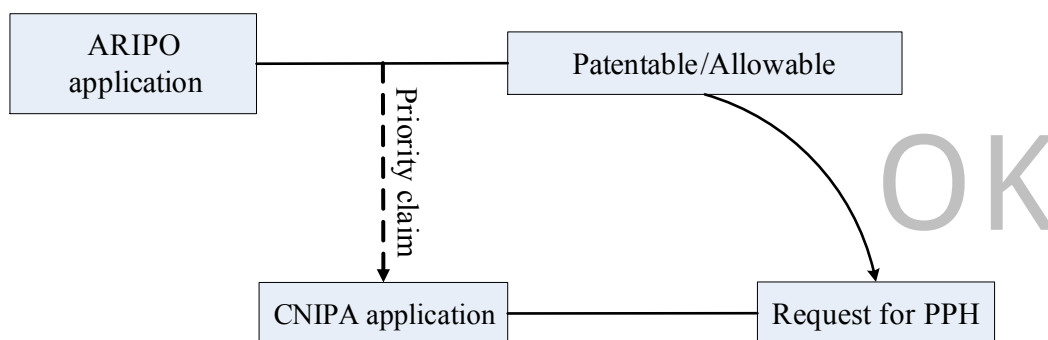 ARIPO
application
Patentable/Allowable
Priority claim
OK
CNIPA application
Request for PPH